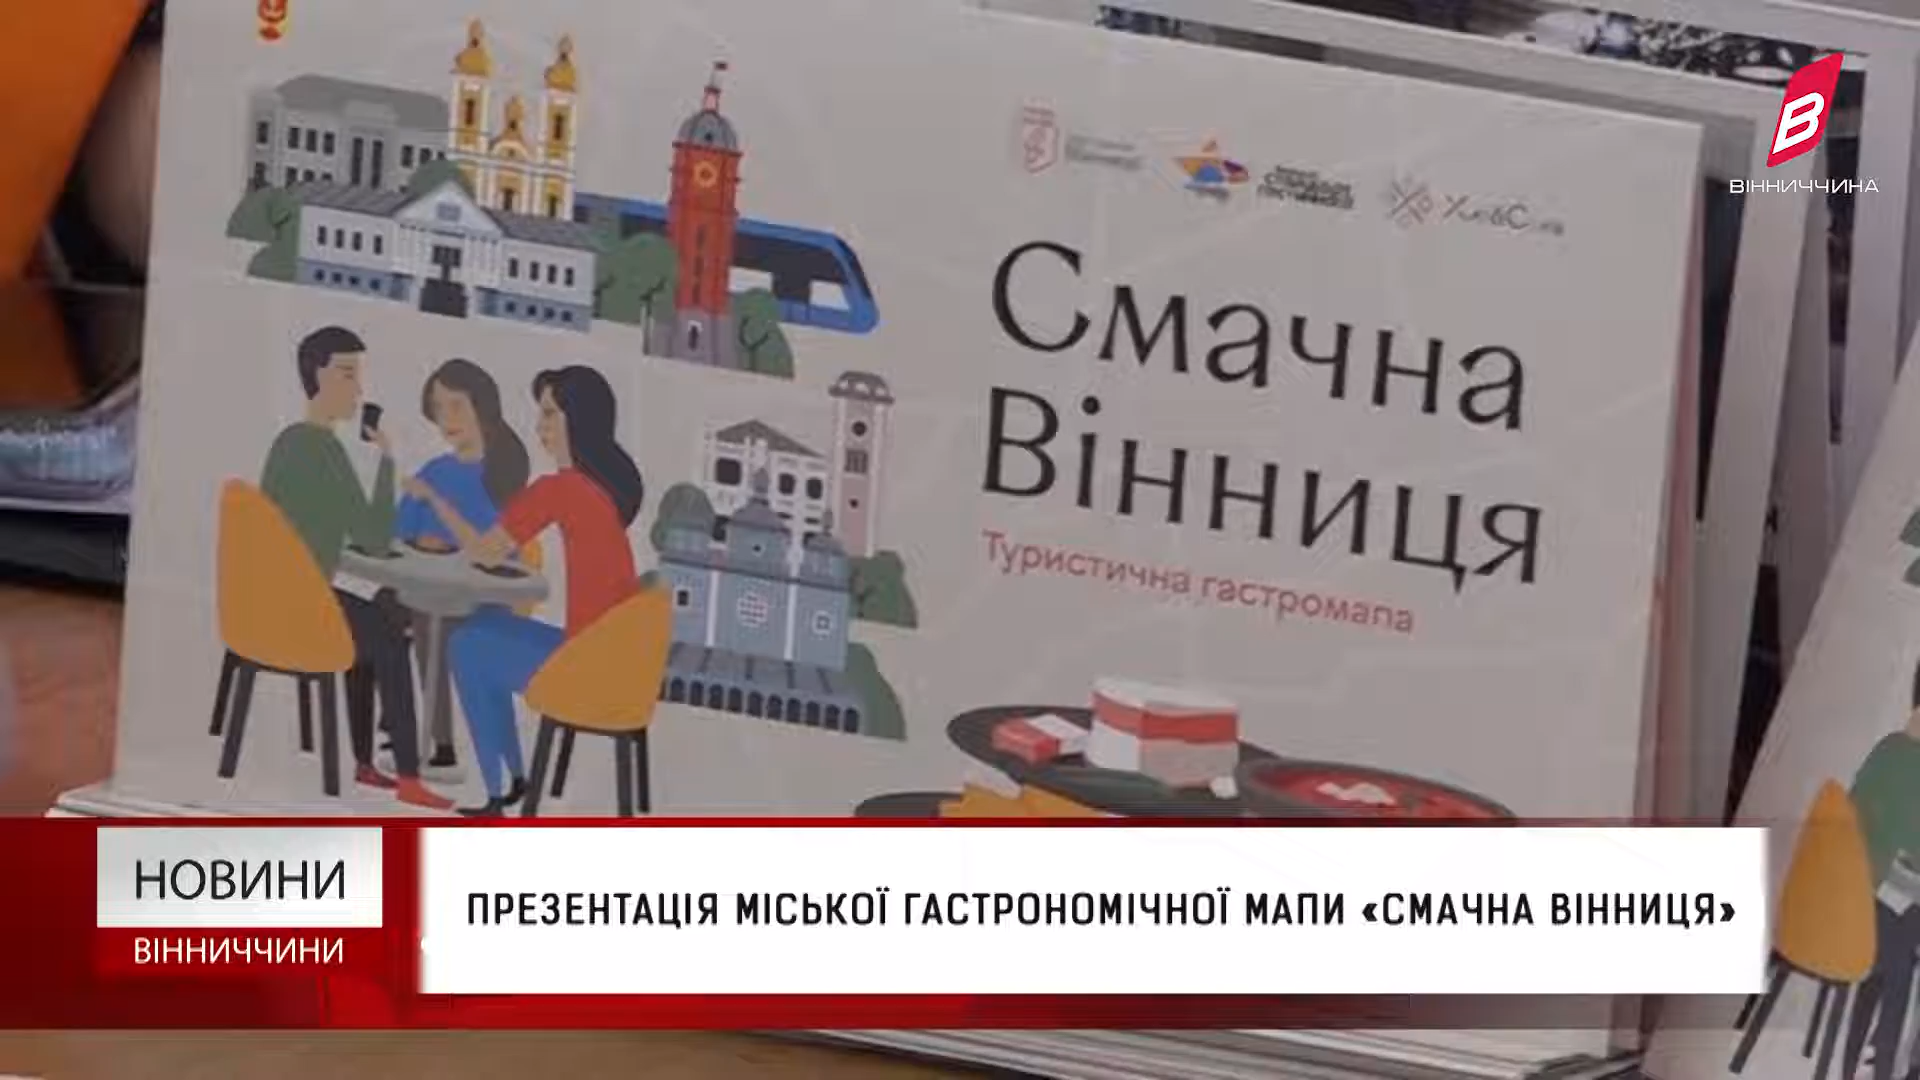 ВІННИЧЧИНА
Смачна
Вінниця
Туристична гастромапа
НОВИНИ
ВІННИЧЧИНИ
ПРЕЗЕНТАЦІЯ МІСЬКОЇ ГАСТРОНОМІЧНОЇ МАПИ «СМАЧНА ВІННИЦЯ»